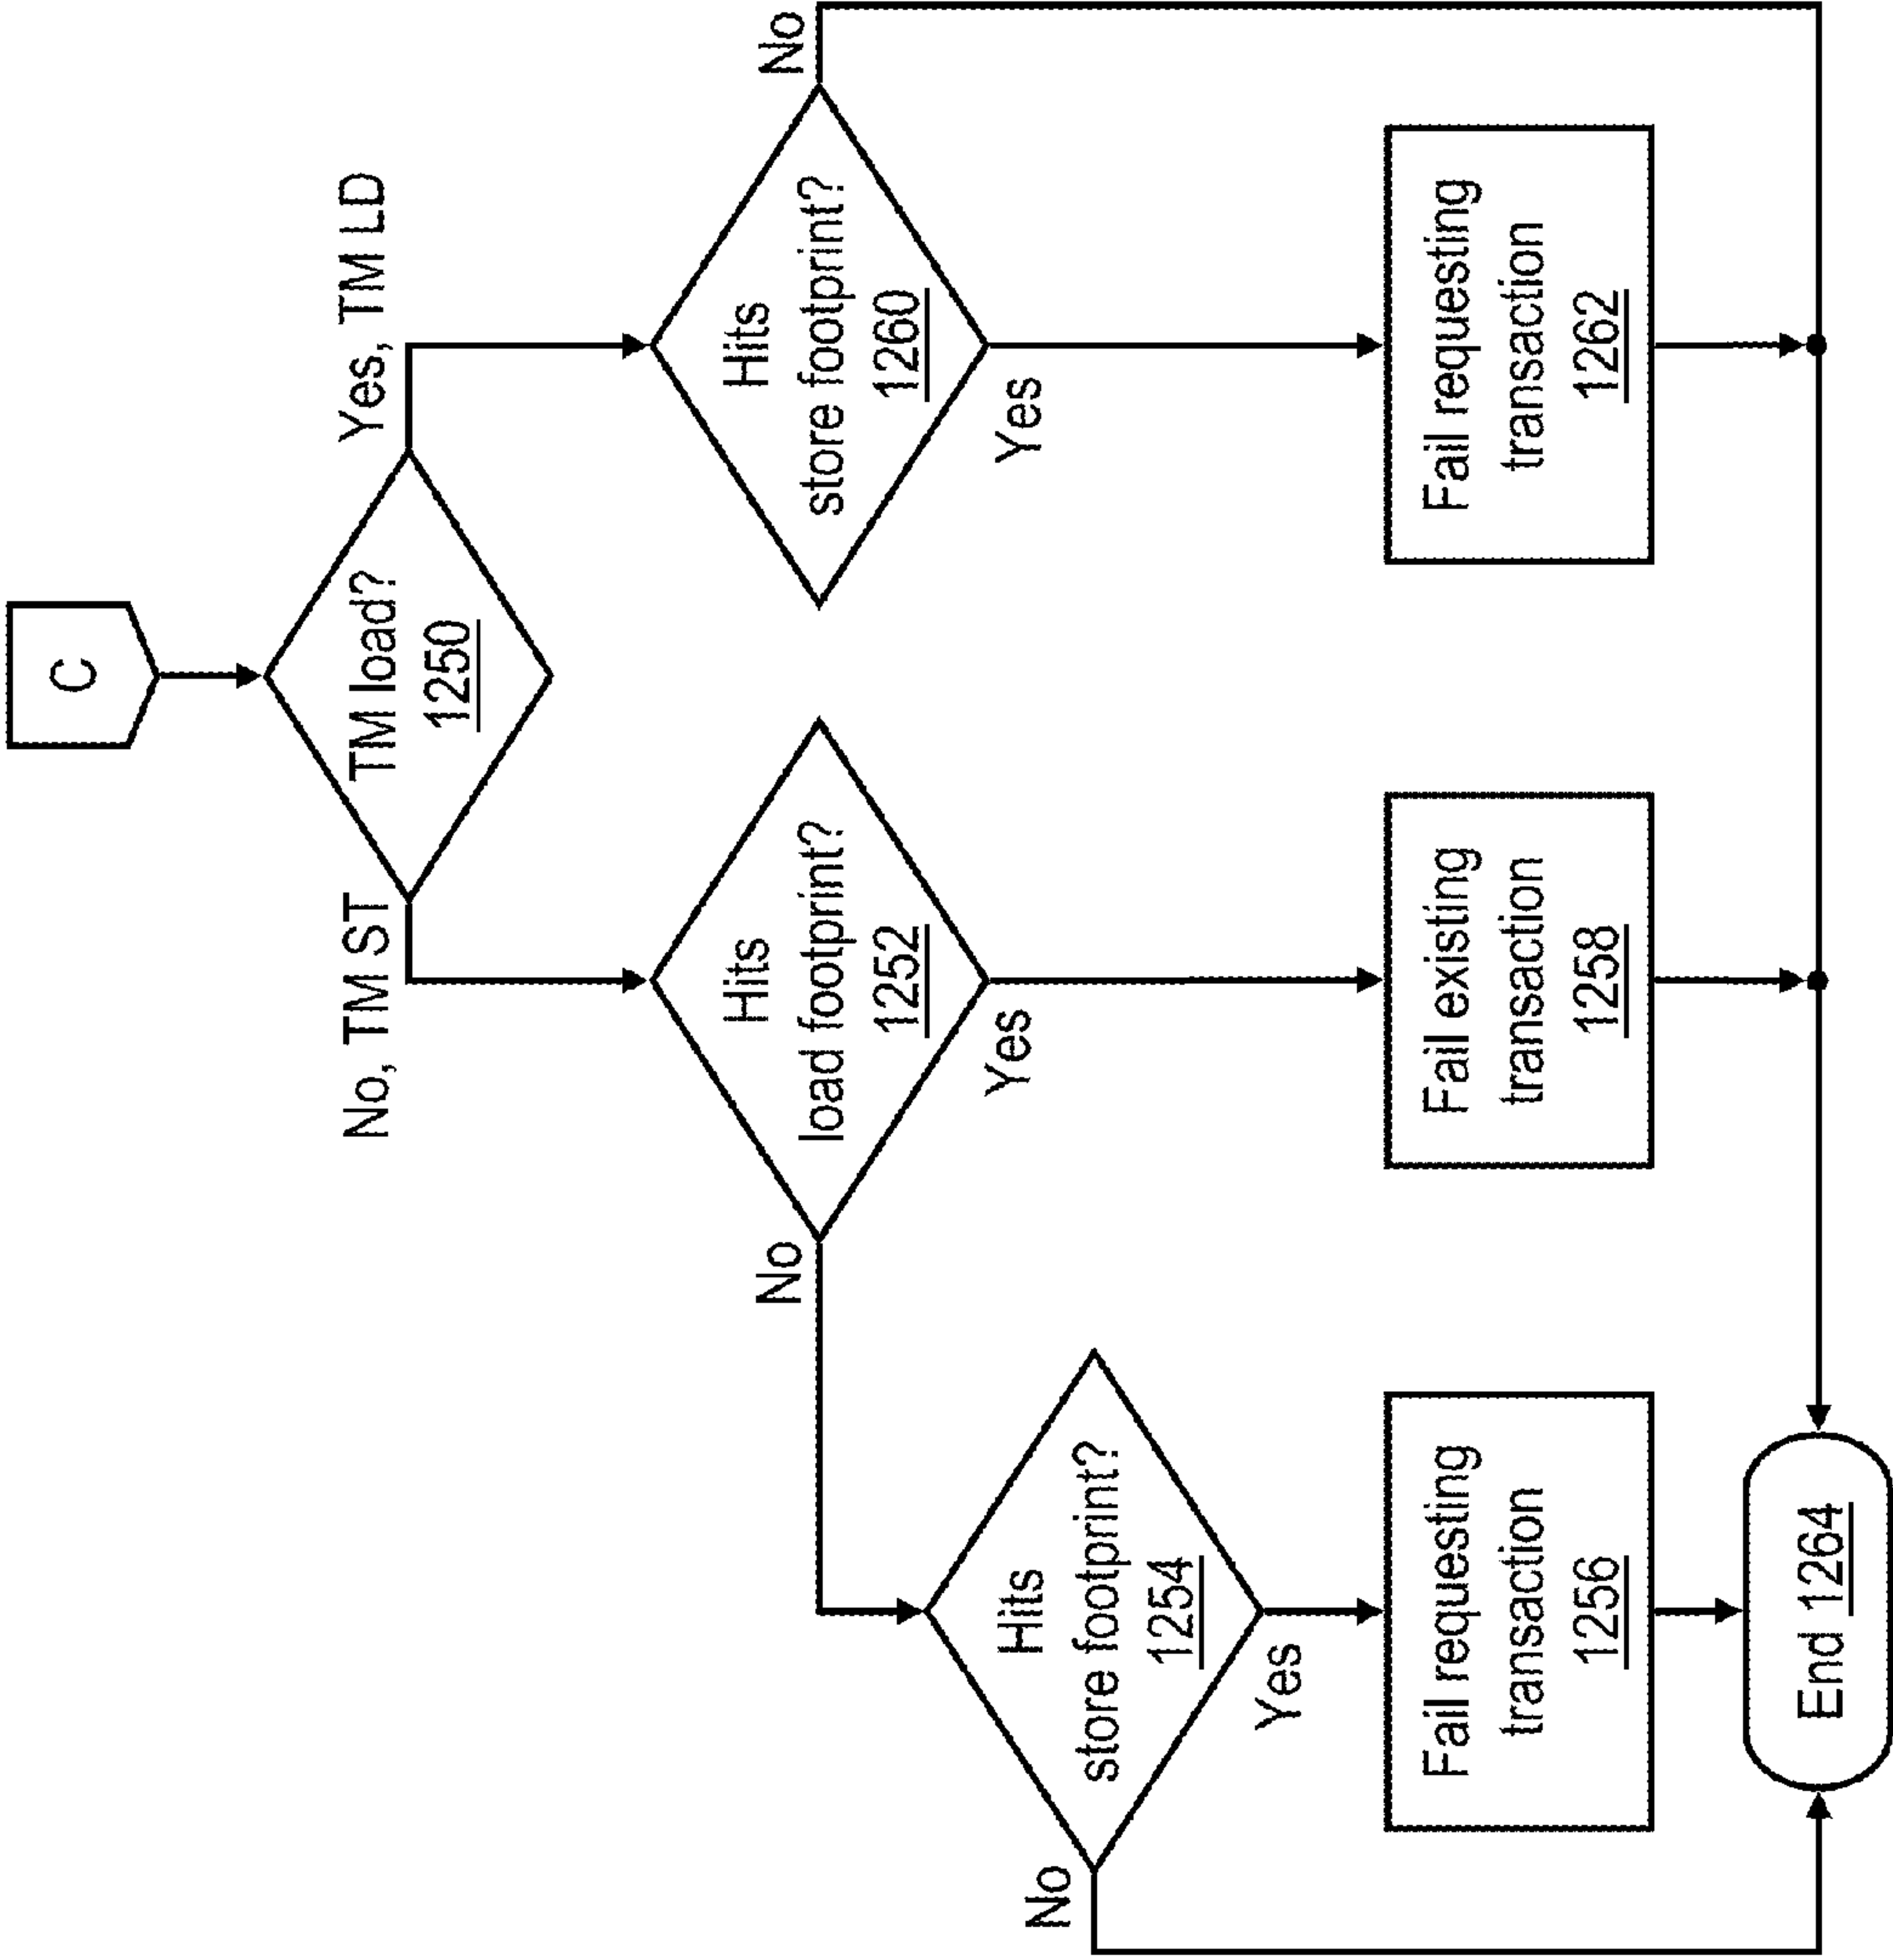 C
TM load?
1250
No, TM ST
Yes, TM LD
Hits
load footprint?
1252
No
Yes
Hits
store footprint?
1260
No
Yes
Hits
store footprint?
1254
No
Yes
Fail requesting
transaction
1256
Fail existing
transaction
1258
Fail requesting
transaction
1262
End 1264